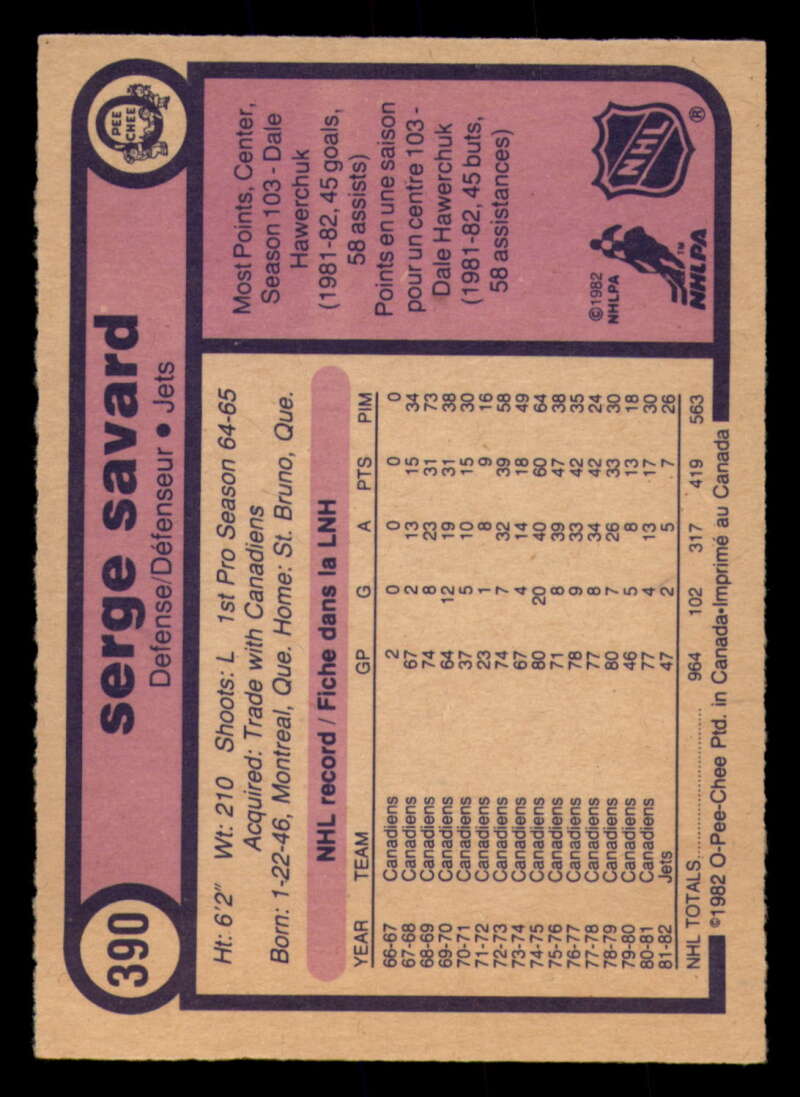 390
serge savard
Defense/Défenseur • Jets
O
PEE
CHEE
Ht: 6'2" Wt: 210 Shoots: L 1st Pro Season 64-65
Acquired: Trade with Canadiens
Born: 1-22-46, Montreal, Que. Home: St. Bruno, Que.
NHL record / Fiche dans la LNH
YEAR TEAM GP G A PTS PIM
66-67 Canadiens 2 0 0 0 0
67-68 Canadiens 67 2 13 15 34
68-69 Canadiens 74 8 23 31 73
69-70 Canadiens 64 12 19 31 38
70-71 Canadiens 37 5 10 15 30
71-72 Canadiens 23 1 8 9 16
72-73 Canadiens 74 7 32 39 58
73-74 Canadiens 67 4 14 18 49
74-75 Canadiens 80 20 40 60 64
75-76 Canadiens 71 8 39 47 38
76-77 Canadiens 78 9 33 42 35
77-78 Canadiens 77 8 34 42 24
78-79 Canadiens 80 7 26 33 30
79-80 Canadiens 46 5 8 13 18
80-81 Canadiens 77 4 13 17 30
81-82 Jets 47 2 5 7 26
NHL TOTALS.................... 964 102 317 419 563
©1982 O-Pee-Chee Ptd. in Canada•Imprimé au Canada
Most Points, Center,
Season 103 - Dale
Hawerchuk
(1981-82, 45 goals,
58 assists)
Points en une saison
pour un centre 103 -
Dale Hawerchuk
(1981-82, 45 buts,
58 assistances)
©1982
NHLPA
NHLPA™
NHL®